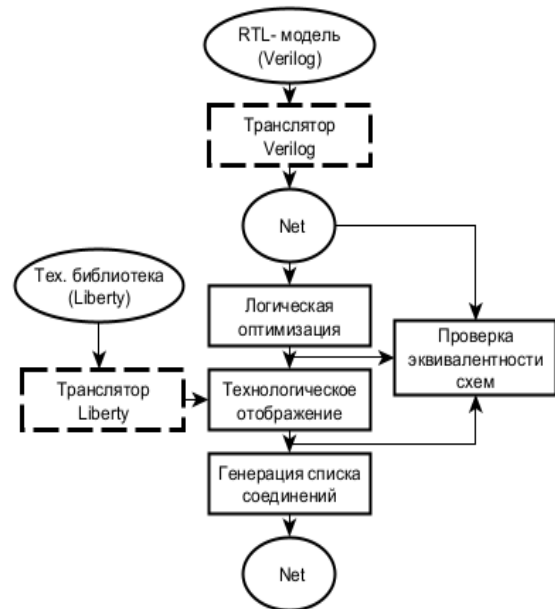 RTL- модель
(Verilog)
Транслятор
Verilog
Net
Тех. библиотека
(Liberty)
Логическая
оптимизация
Проверка
эквивалентности
схем
Транслятор
Liberty
Технологическое
отображение
Генерация списка
соединений
Net